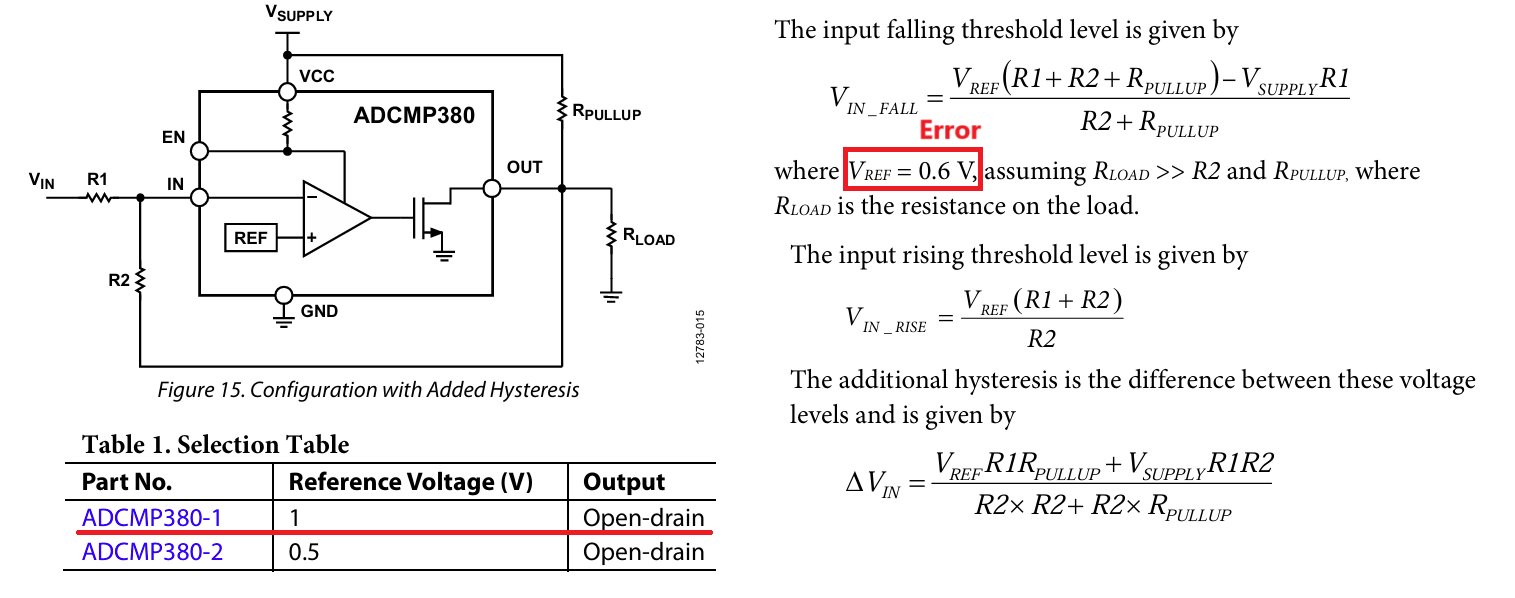 VSUPPLY
VCC
ADCMP380
RPULLUP
EN
OUT
VIN
R1
IN
−
REF
+
RLOAD
R2
GND
12783-015
Figure 15. Configuration with Added Hysteresis
Table 1. Selection Table
Part No. Reference Voltage (V) Output
ADCMP380-1 1 Open-drain
ADCMP380-2 0.5 Open-drain
The input falling threshold level is given by
VIN_FALL = VREF(R1 + R2 + RPULLUP) – VSUPPLYR1
R2 + RPULLUP
Error
where VREF = 0.6 V, assuming RLOAD >> R2 and RPULLUP, where
RLOAD is the resistance on the load.
The input rising threshold level is given by
VIN_RISE = VREF (R1 + R2)
R2
The additional hysteresis is the difference between these voltage
levels and is given by
ΔVIN = VREFR1RPULLUP + VSUPPLYR1R2
R2× R2 + R2× RPULLUP